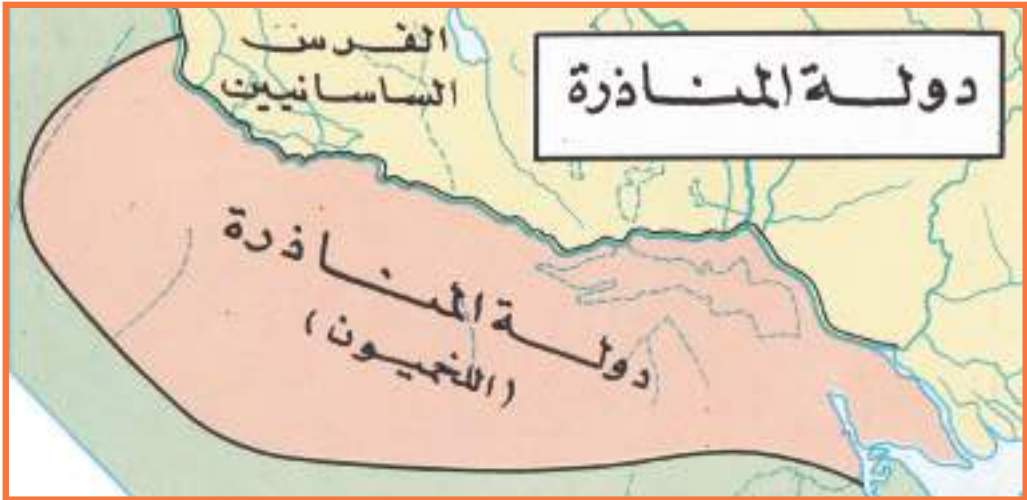 دولة المناذرة
الفرس
الساسانيين
دولة المناذرة
(اللخميون)